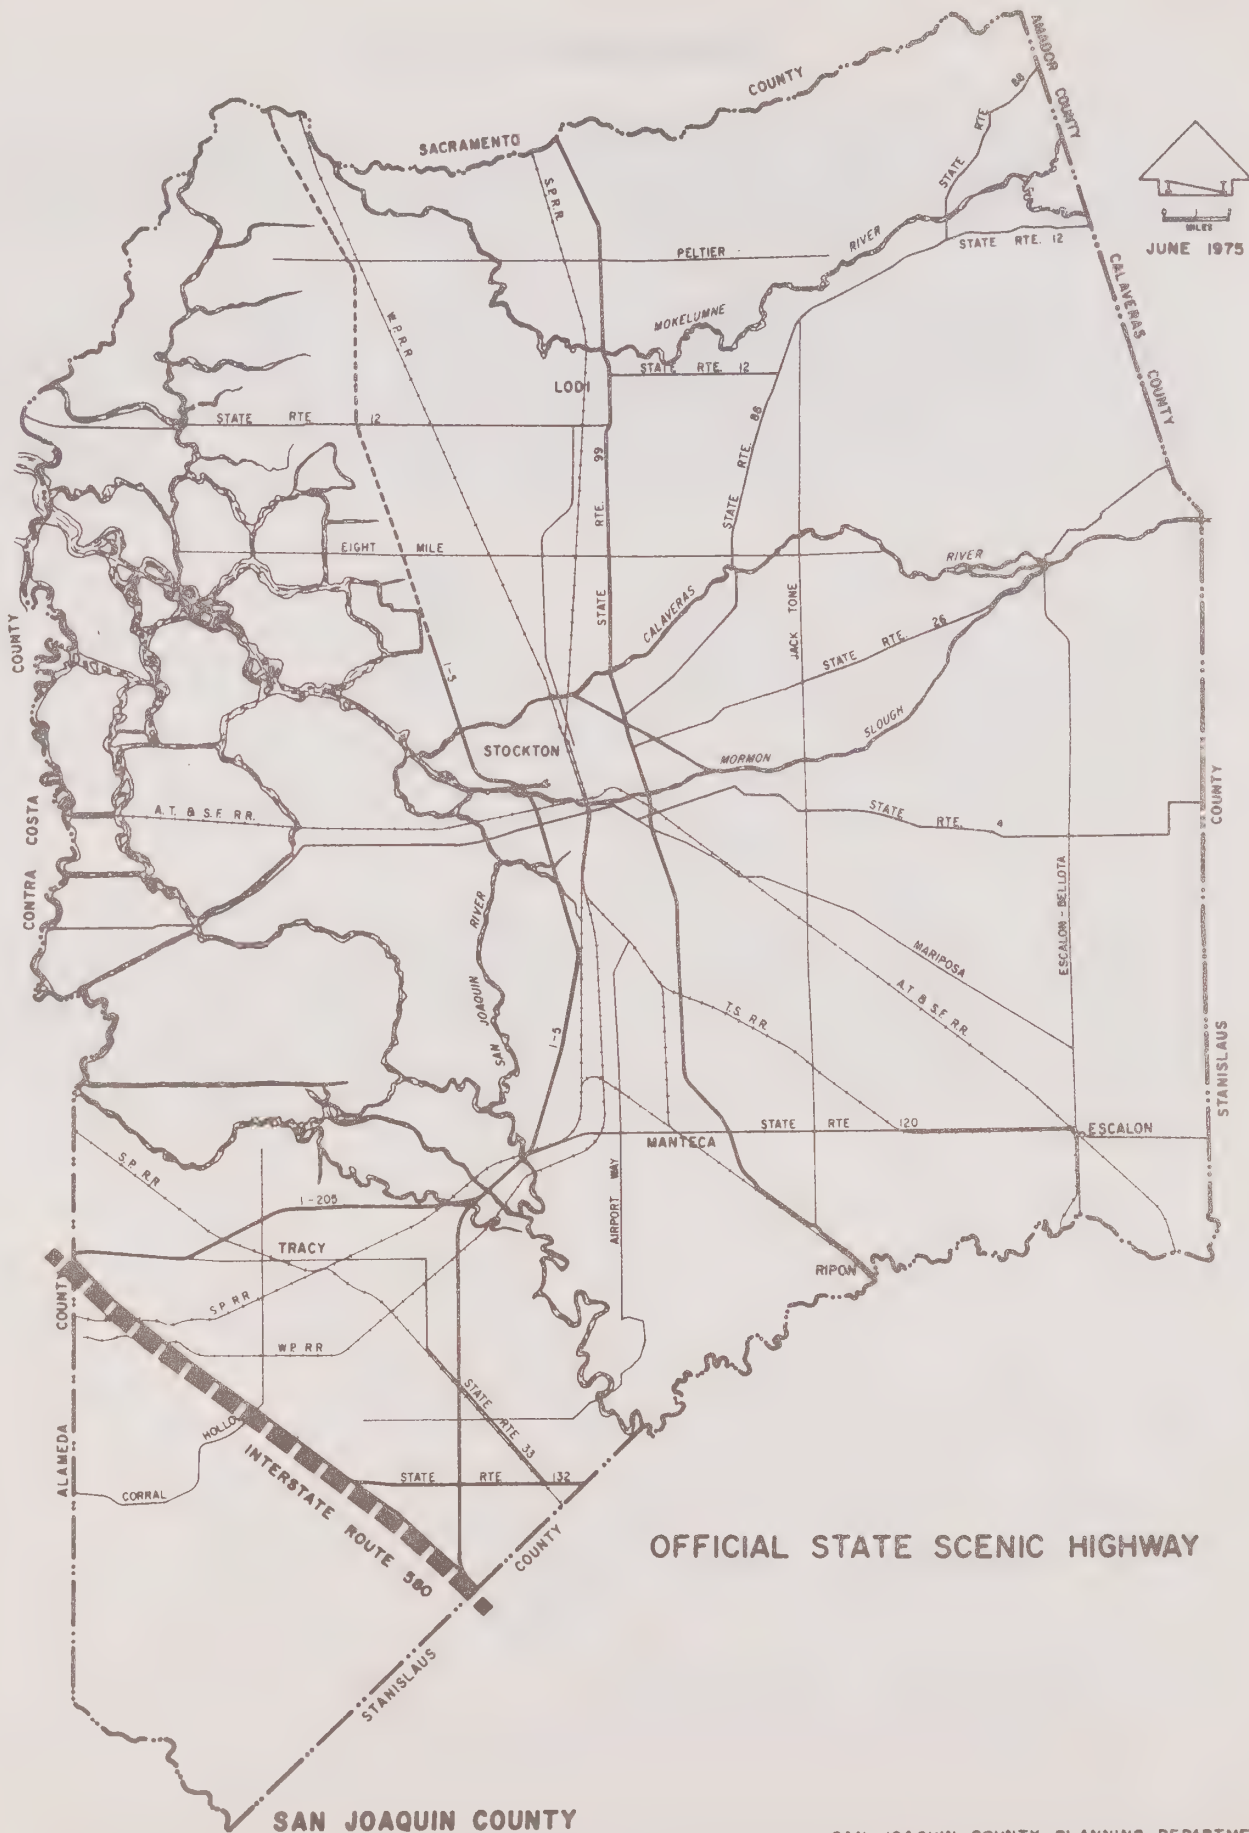 AMADOR COUNTY
COUNTY
SACRAMENTO
STATE RTE 88
S.P.R.R
MILES
JUNE 1975
PELTIER
RIVER
STATE RTE. 12
CALAVERAS COUNTY
W.P.R.R
MOKELUMNE
LODI
STATE RTE. 12
STATE RTE 12
STATE RTE. 88
STATE RTE. 99
EIGHT MILE
RIVER
CALAVERAS
JACK TONE
STATE RTE. 26
COUNTY
I-5
STOCKTON
MORMON SLOUGH
CONTRA COSTA
A.T. & S.F. RR.
STATE RTE. 4
COUNTY
ESCALON - BELLOTA
SAN JOAQUIN RIVER
MARIPOSA
A.T. & S.F. RR
T.S. RR.
I-5
STANISLAUS
STATE RTE 120
MANTECA
ESCALON
S.P. RR
I-205
AIRPORT WAY
TRACY
RIPON
COUNTY
S.P. RR
W.P. RR
ALAMEDA
STATE RTE 33
HOLLO
CORRAL
STATE RTE 132
INTERSTATE ROUTE 580
COUNTY
OFFICIAL STATE SCENIC HIGHWAY
STANISLAUS
SAN JOAQUIN COUNTY